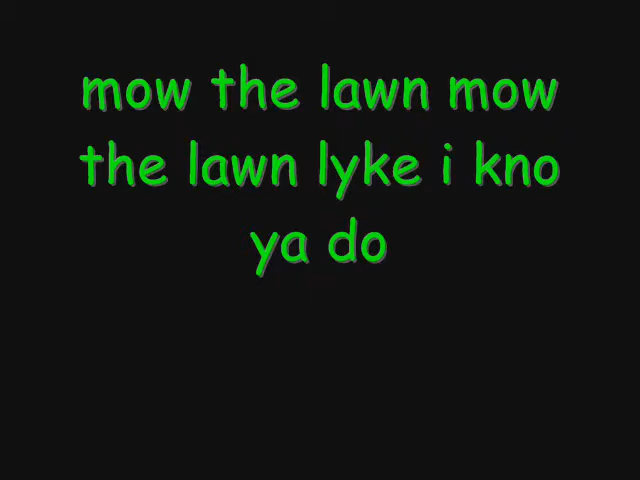 mow the lawn mow
the lawn lyke i kno
ya do